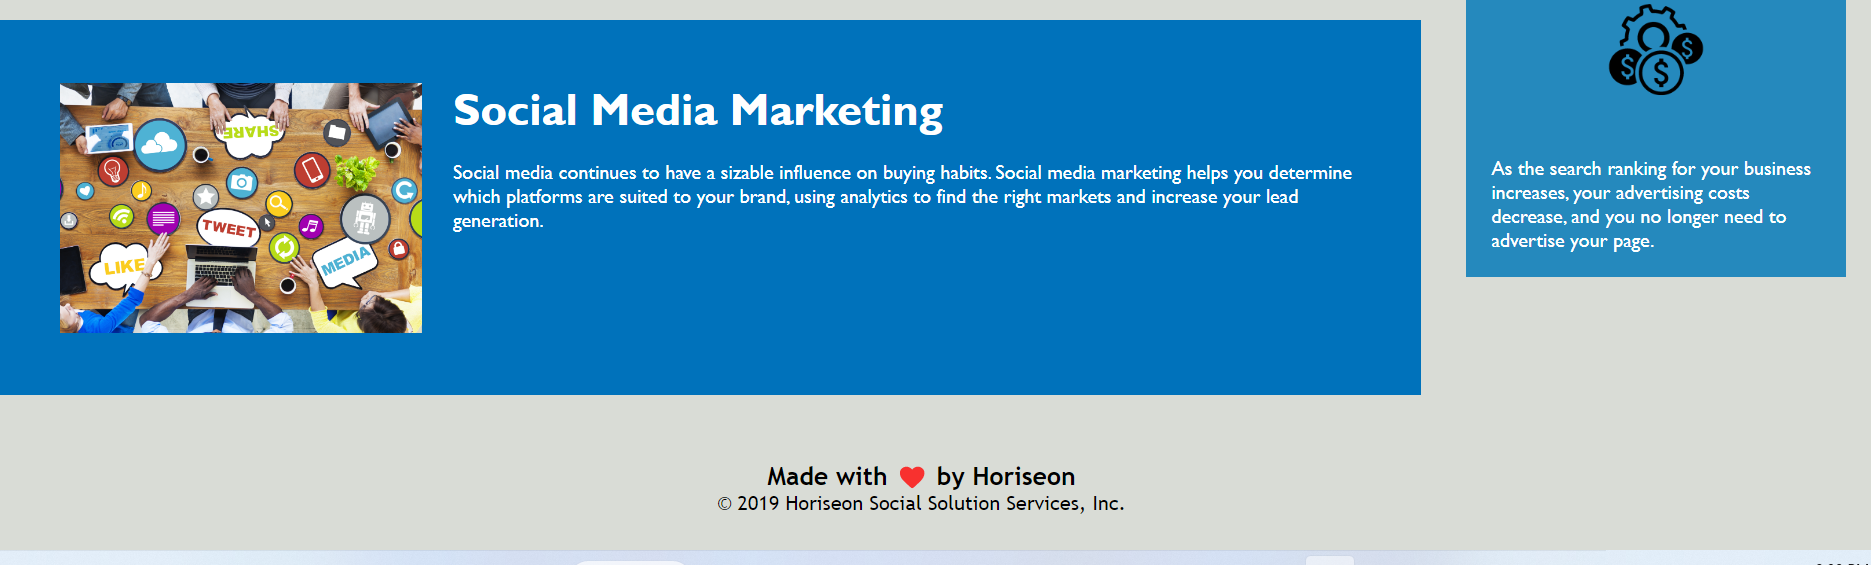 SHARE
TWEET
LIKE
MEDIA
Social Media Marketing
Social media continues to have a sizable influence on buying habits. Social media marketing helps you determine
which platforms are suited to your brand, using analytics to find the right markets and increase your lead
generation.
$ $ $
As the search ranking for your business
increases, your advertising costs
decrease, and you no longer need to
advertise your page.
Made with ❤ by Horiseon
© 2019 Horiseon Social Solution Services, Inc.